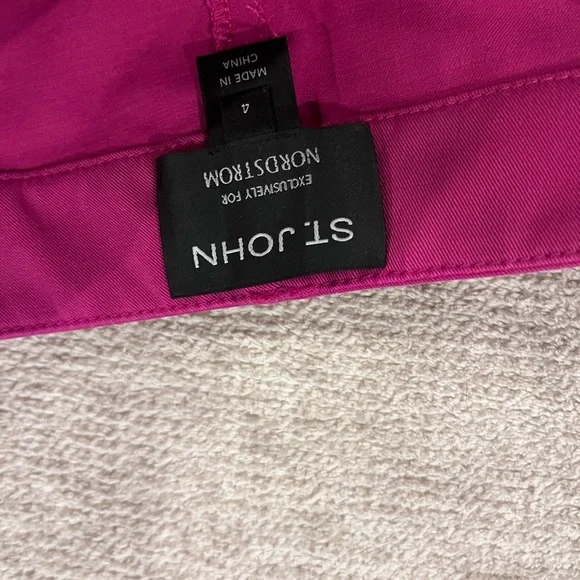 ST. JOHN
EXCLUSIVELY FOR
NORDSTROM
4
MADE IN
CHINA